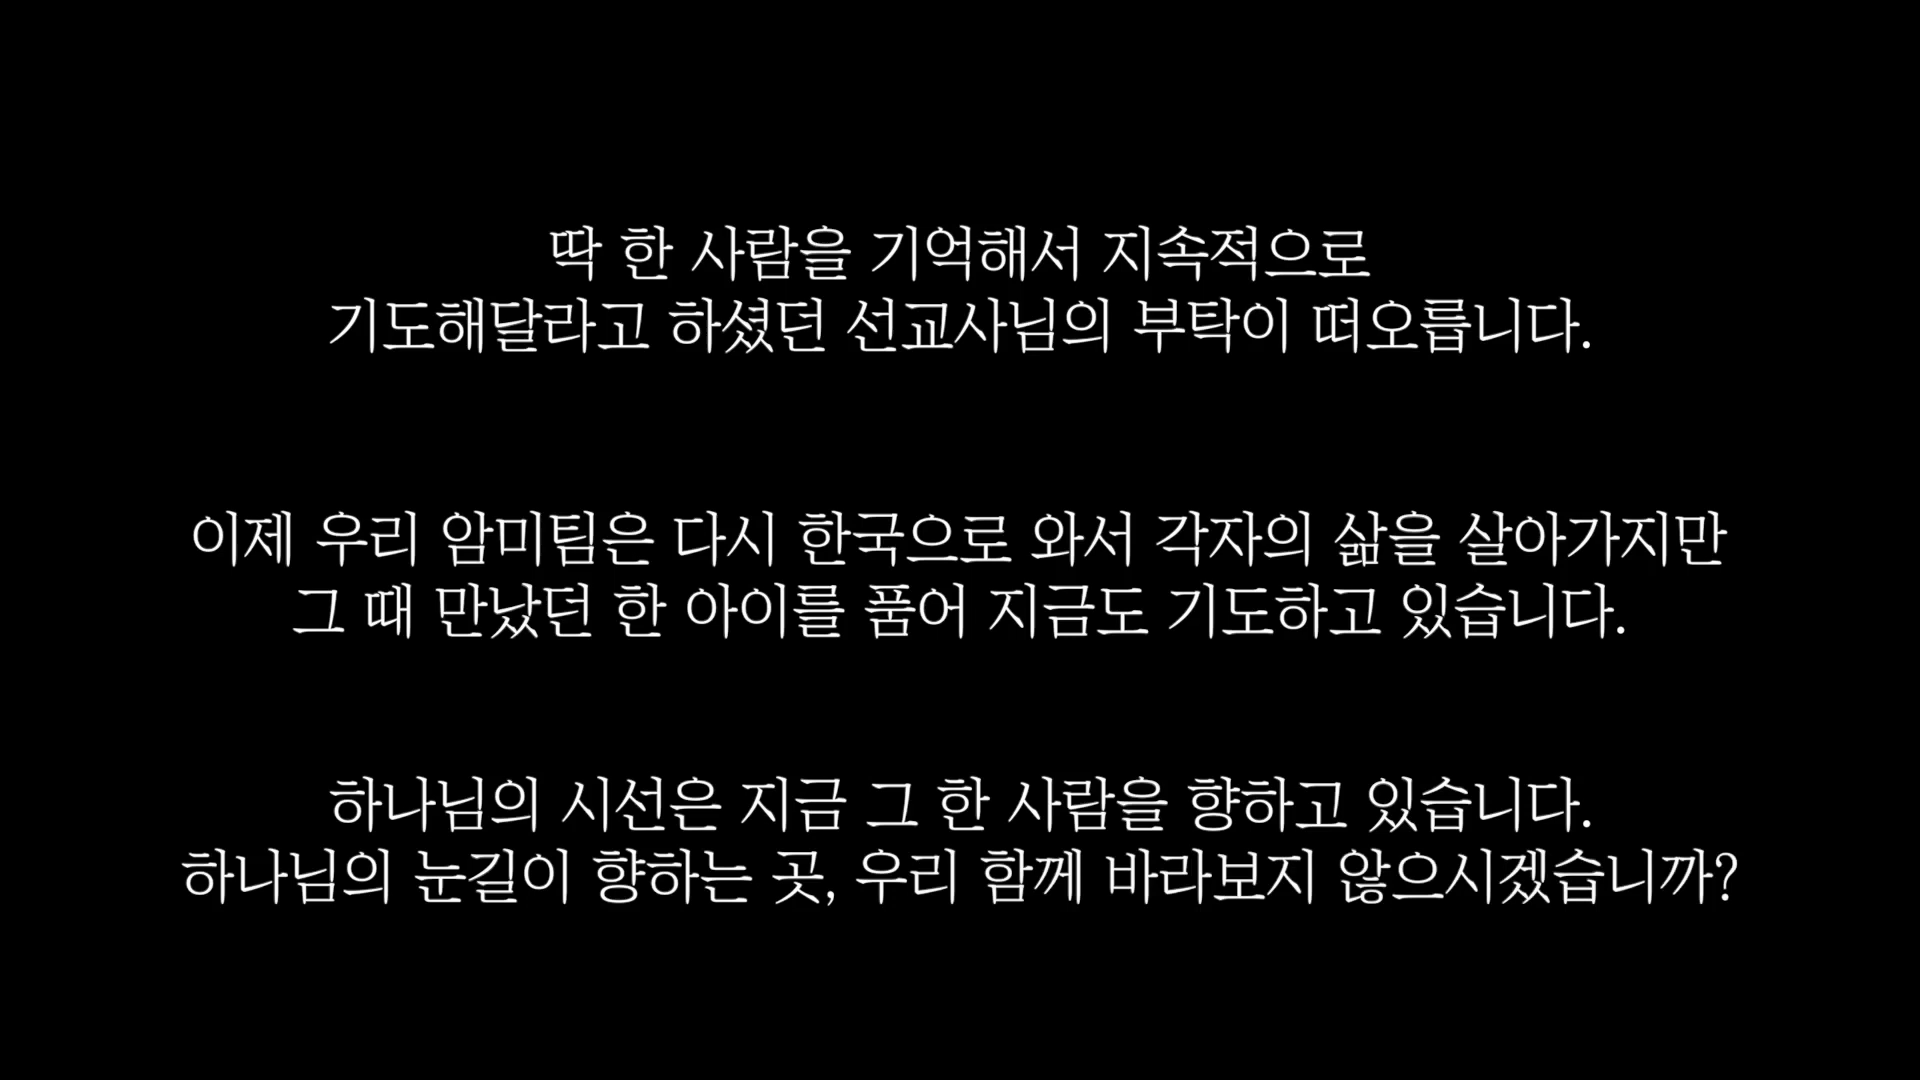 딱 한 사람을 기억해서 지속적으로
기도해달라고 하셨던 선교사님의 부탁이 떠오릅니다.
이제 우리 암미팀은 다시 한국으로 와서 각자의 삶을 살아가지만
그 때 만났던 한 아이를 품어 지금도 기도하고 있습니다.
하나님의 시선은 지금 그 한 사람을 향하고 있습니다.
하나님의 눈길이 향하는 곳, 우리 함께 바라보지 않으시겠습니까?